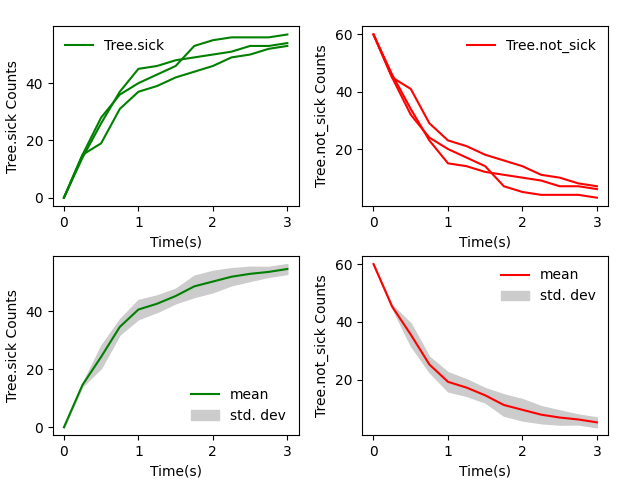 Tree.sick
Tree.sick Counts
40
20
0
0 1 2 3
Time(s)
Tree.not_sick
Tree.not_sick Counts
60
40
20
0 1 2 3
Time(s)
Tree.sick Counts
40
20
0
mean
std. dev
0 1 2 3
Time(s)
Tree.not_sick Counts
60
40
20
mean
std. dev
0 1 2 3
Time(s)